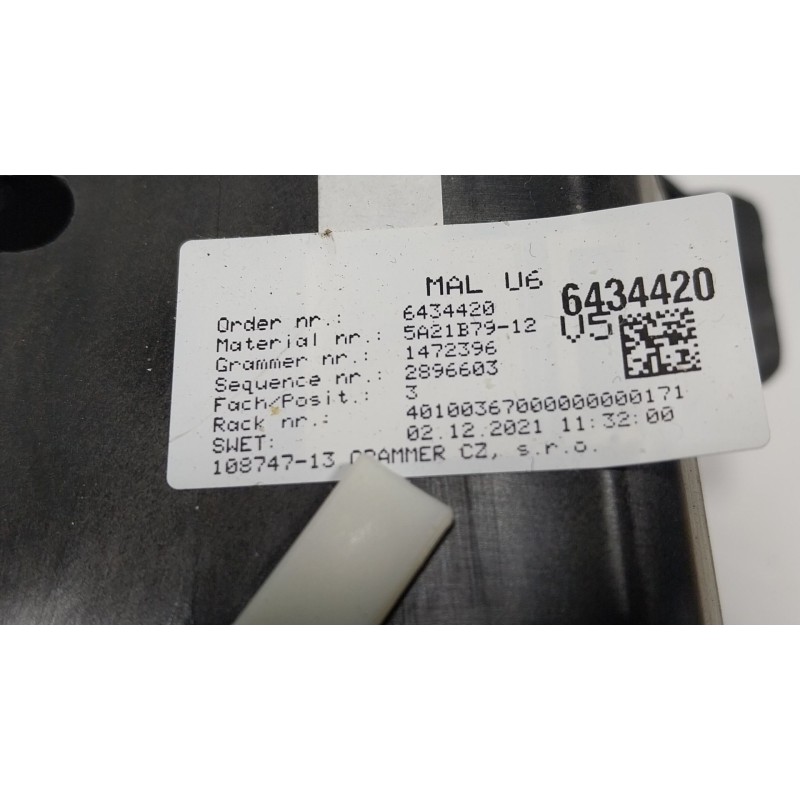 MAL U6 6434420
Order nr.: 6434420 V5
Material nr.: 5A21B79-12
Grammer nr.: 1472396
Sequence nr.: 2896603
Fach/Posit.: 3
Rack nr.: 40100367000000000171
SWET: 02.12.2021 11:32:00
108747-13 GRAMMER CZ, s.r.o.